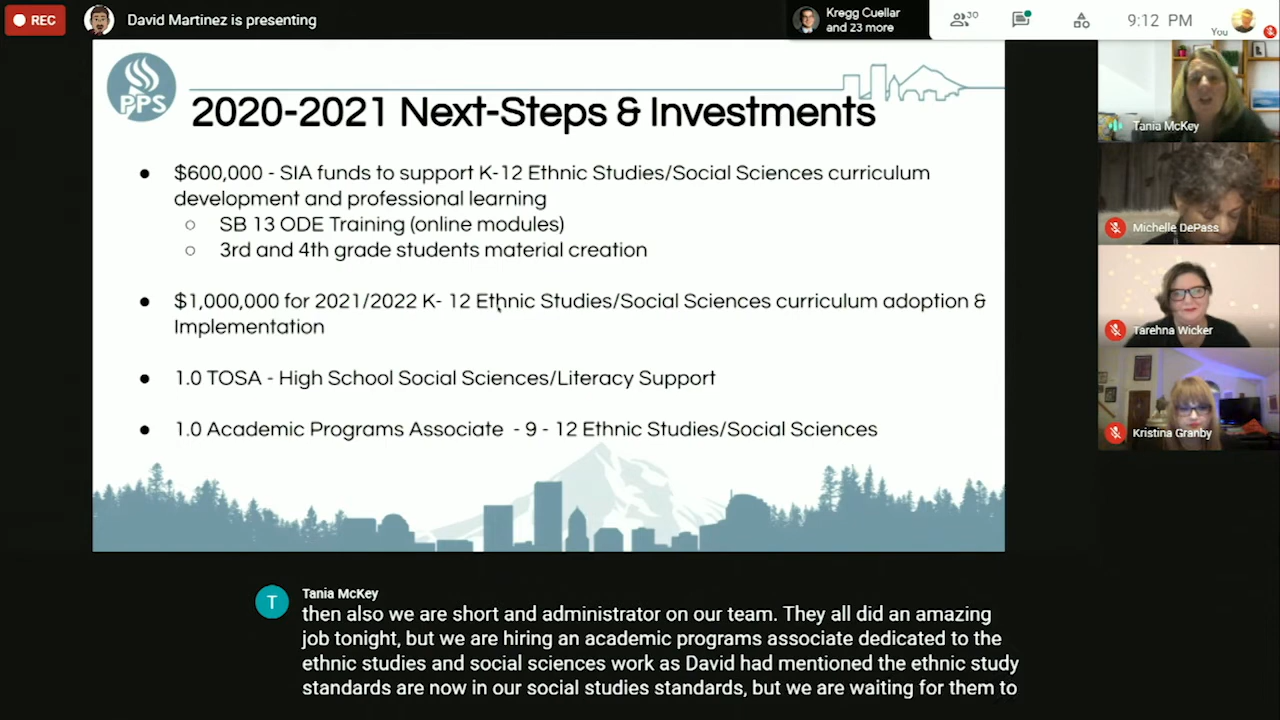 REC
David Martinez is presenting
Kregg Cuellar
and 23 more
30
9:12 PM
You
PPS
2020-2021 Next-Steps & Investments
● $600,000 - SIA funds to support K-12 Ethnic Studies/Social Sciences curriculum
development and professional learning
○ SB 13 ODE Training (online modules)
○ 3rd and 4th grade students material creation
● $1,000,000 for 2021/2022 K- 12 Ethnic Studies/Social Sciences curriculum adoption &
Implementation
● 1.0 TOSA - High School Social Sciences/Literacy Support
● 1.0 Academic Programs Associate - 9 - 12 Ethnic Studies/Social Sciences
Tania McKey
Michelle DePass
Tarehna Wicker
Kristina Granby
T
Tania McKey
then also we are short and administrator on our team. They all did an amazing
job tonight, but we are hiring an academic programs associate dedicated to the
ethnic studies and social sciences work as David had mentioned the ethnic study
standards are now in our social studies standards, but we are waiting for them to